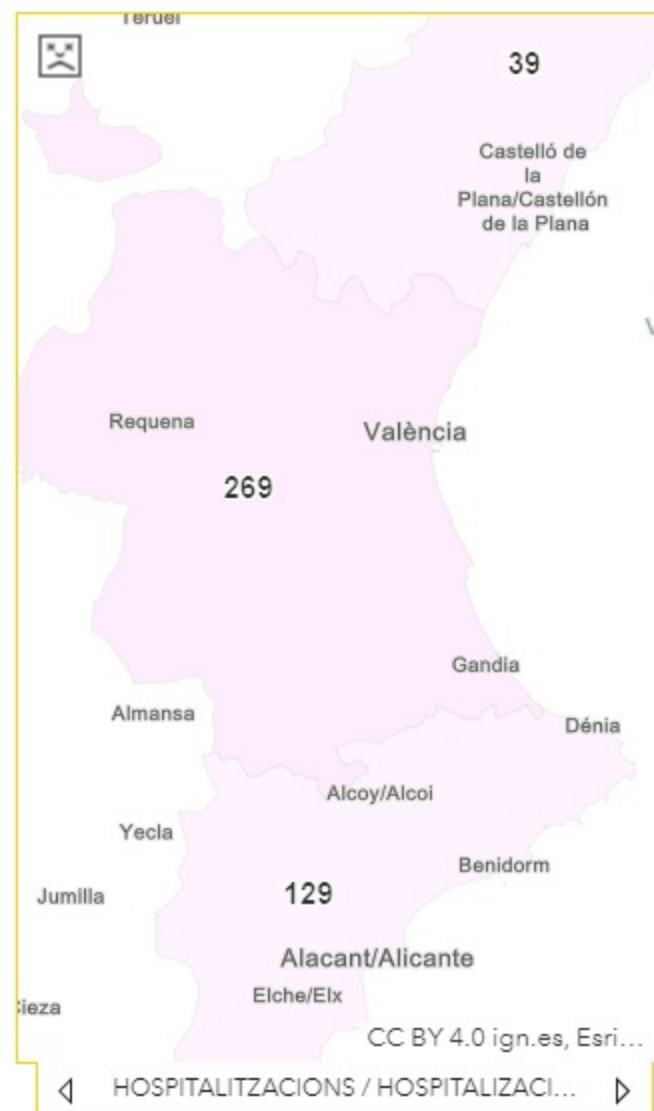 Teruel
39
Castelló de
la
Plana/Castellón
de la Plana
V
Requena
València
269
Gandia
Almansa
Dénia
Alcoy/Alcoi
Yecla
Benidorm
Jumilla
129
Alacant/Alicante
Elche/Elx
Cieza
CC BY 4.0 ign.es, Esri...
HOSPITALITZACIONS / HOSPITALIZACI...